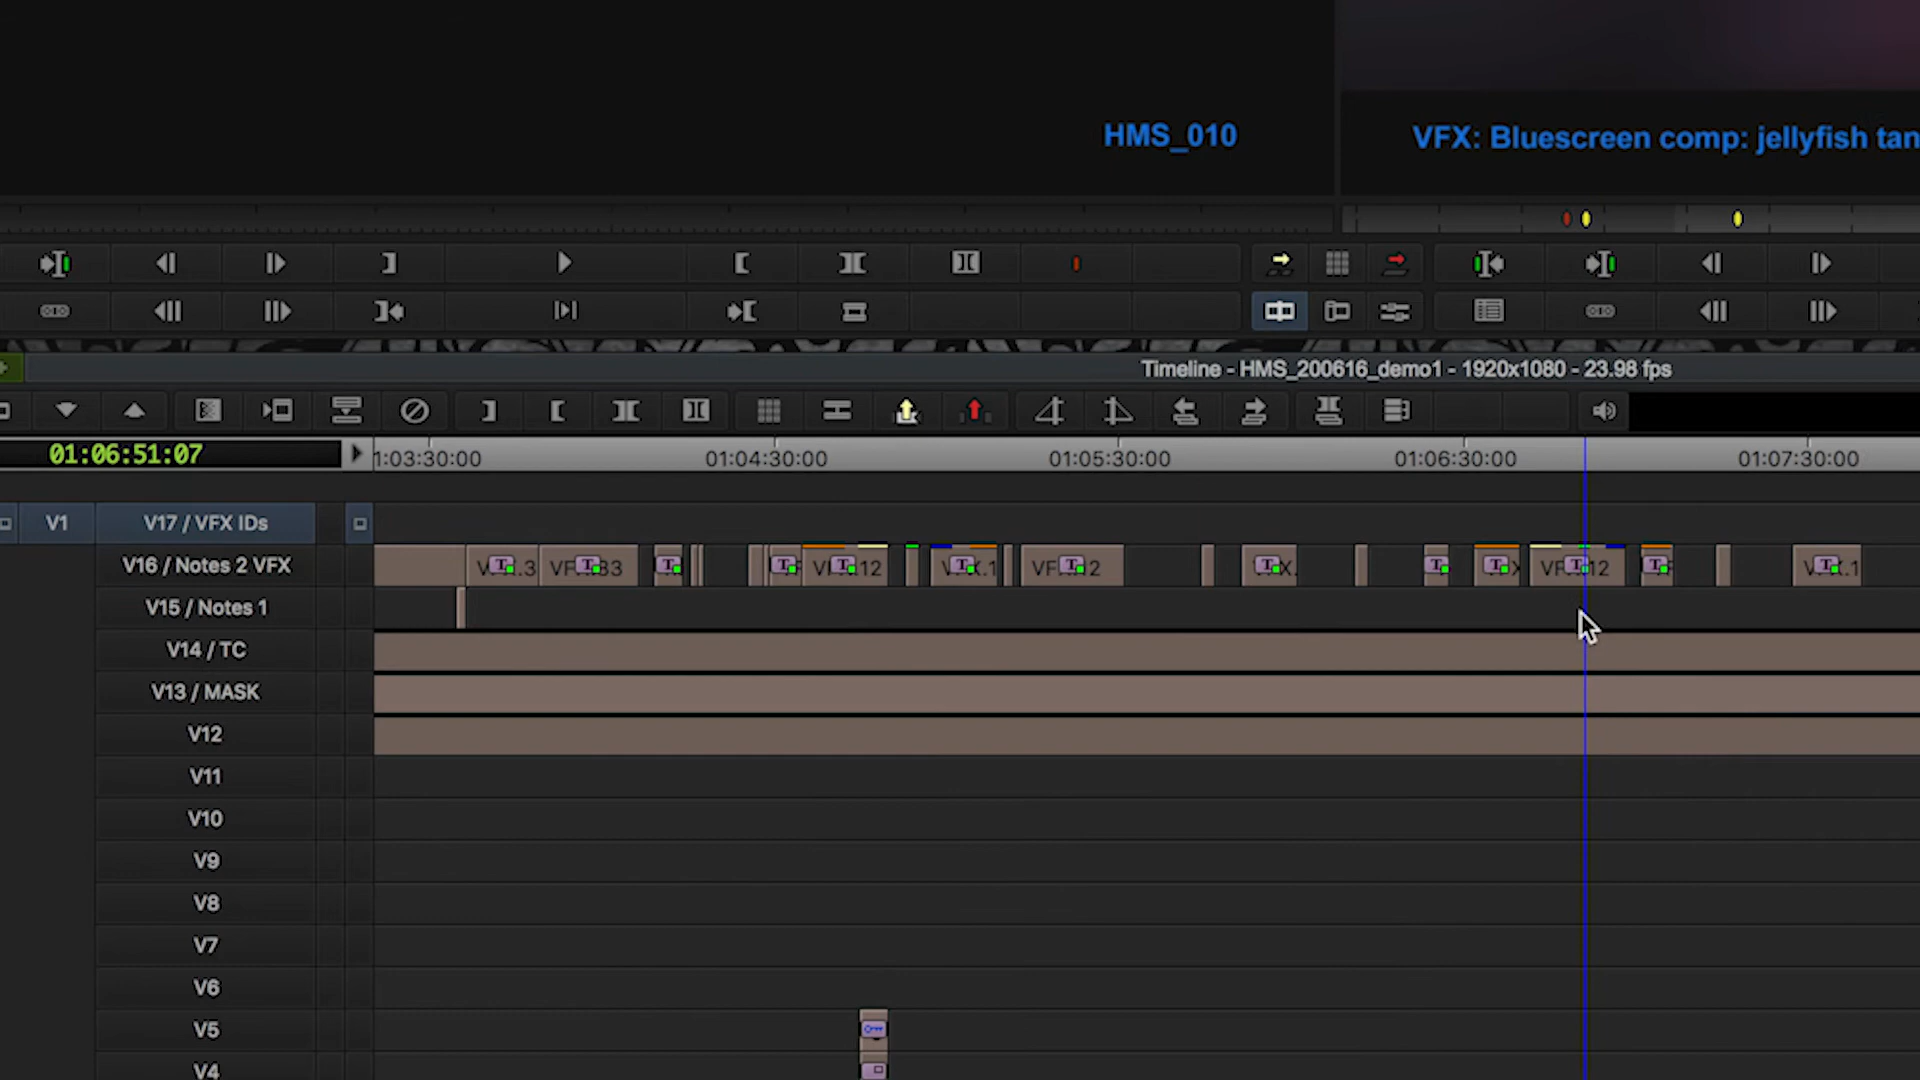 HMS_010
VFX: Bluescreen comp: jellyfish tan
Timeline - HMS_200616_demo1 - 1920x1080 - 23.98 fps
01:06:51:07
1:03:30:00
01:04:30:00
01:05:30:00
01:06:30:00
01:07:30:00
V1
V17 / VFX IDs
V16 / Notes 2 VFX
V15 / Notes 1
V14 / TC
V13 / MASK
V12
V11
V10
V9
V8
V7
V6
V5
V4